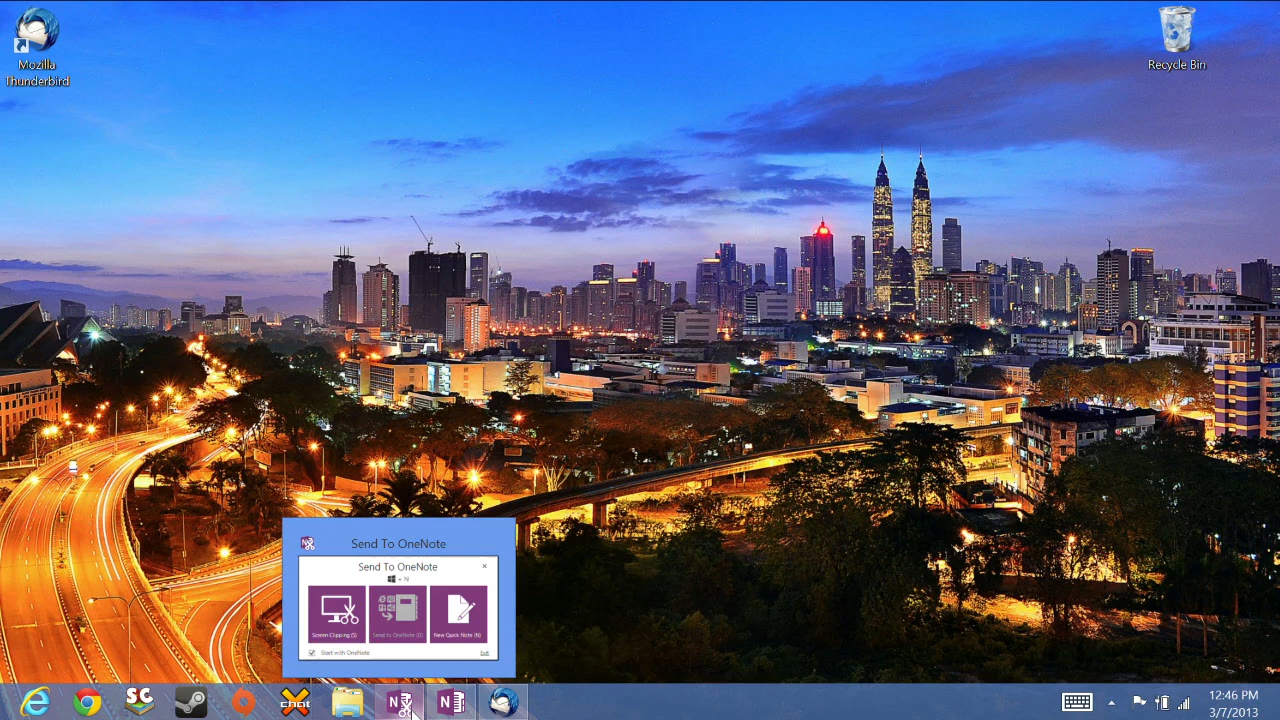 Mozilla
Thunderbird
Recycle Bin
Send To OneNote
Send To OneNote
+ N
Screen Clipping (S)
Send to OneNote (D)
New Quick Note (N)
Start with OneNote
Exit
SC
chat
N
N
12:46 PM
3/7/2013